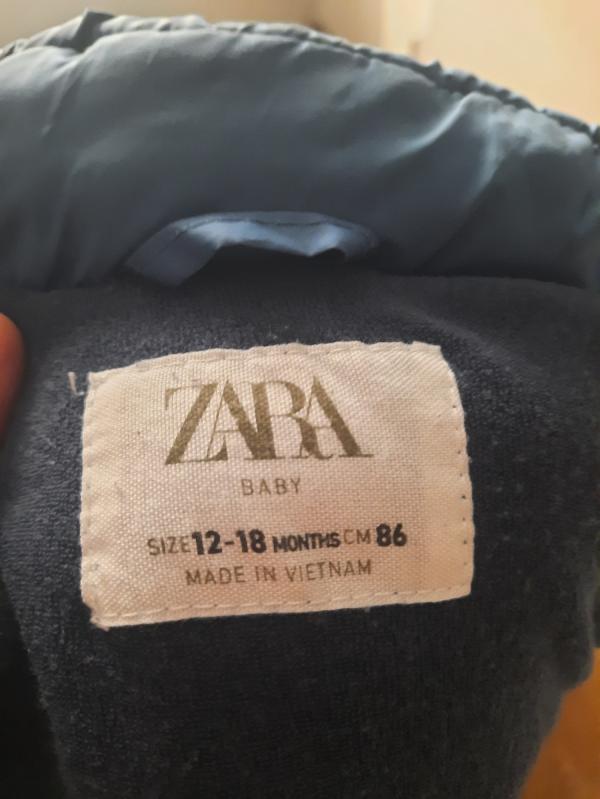 ZARA
BABY
SIZE 12-18 MONTHS CM 86
MADE IN VIETNAM